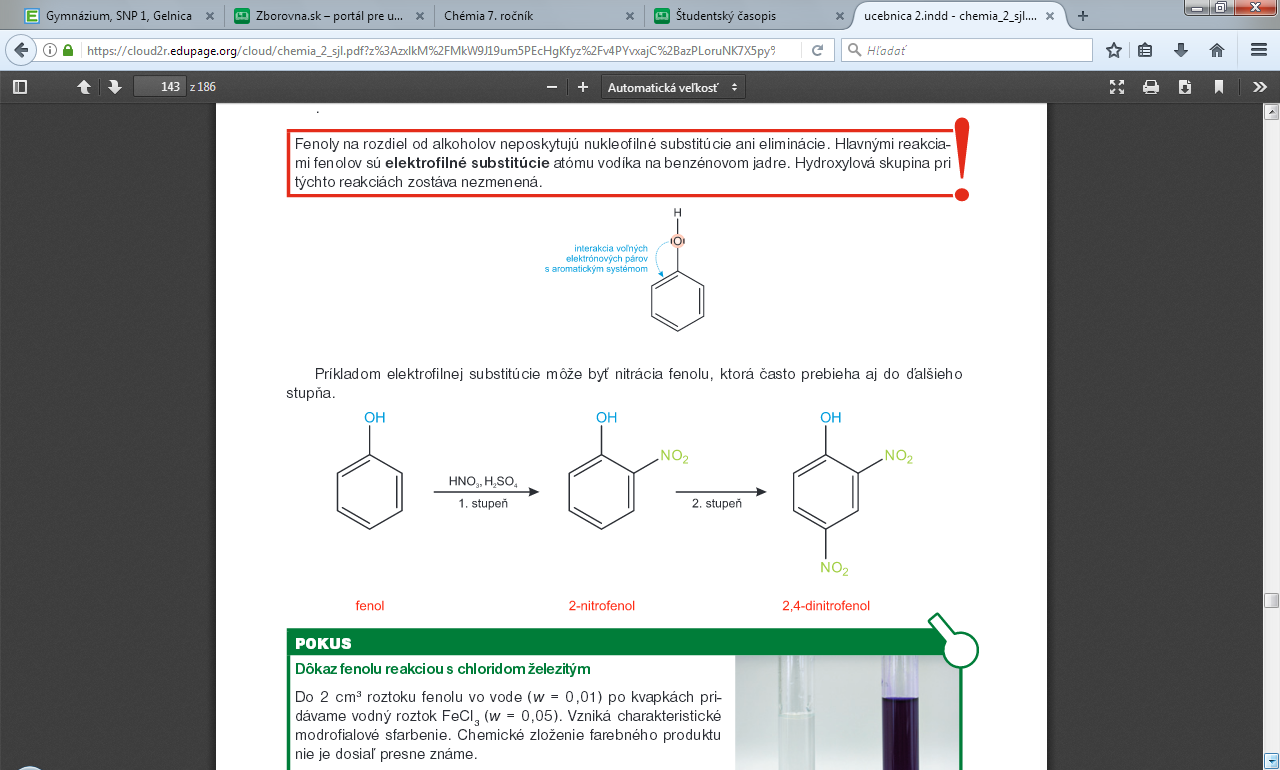 Gymnázium, SNP 1, Gelnica
Zborovna.sk – portál pre u...
Chémia 7. ročník
Studentský časopis
ucebnica 2.indd - chemia_2_sjl....
https://cloud2r.edupage.org/cloud/chemia_2_sjl.pdf?z%3AzxlkM%2FMkW9J19um5PEcHgKfyz%2Fv4PYvxajC%2BazPLoruNK7X5py%
Hľadať
143 z 186
Automatická veľkosť
Fenoly na rozdiel od alkoholov neposkytujú nukleofilné substitúcie ani eliminácie. Hlavnými reakcia-
mi fenolov sú elektrofilné substitúcie atómu vodíka na benzénovom jadre. Hydroxylová skupina pri
týchto reakciách zostáva nezmenená.
!
H
O
interakcia voľných
elektrónových párov
s aromatickým systémom
Príkladom elektrofilnej substitúcie môže byť nitrácia fenolu, ktorá často prebieha aj do ďalšieho
stupňa.
OH
OH
OH
NO2
NO2
HNO3, H2SO4
1. stupeň
2. stupeň
NO2
fenol
2-nitrofenol
2,4-dinitrofenol
POKUS
Dôkaz fenolu reakciou s chloridom železitým
Do 2 cm³ roztoku fenolu vo vode (w = 0,01) po kvapkách pri-
dávame vodný roztok FeCl3 (w = 0,05). Vzniká charakteristické
modrofialové sfarbenie. Chemické zloženie farebného produktu
nie je dosiaľ presne známe.